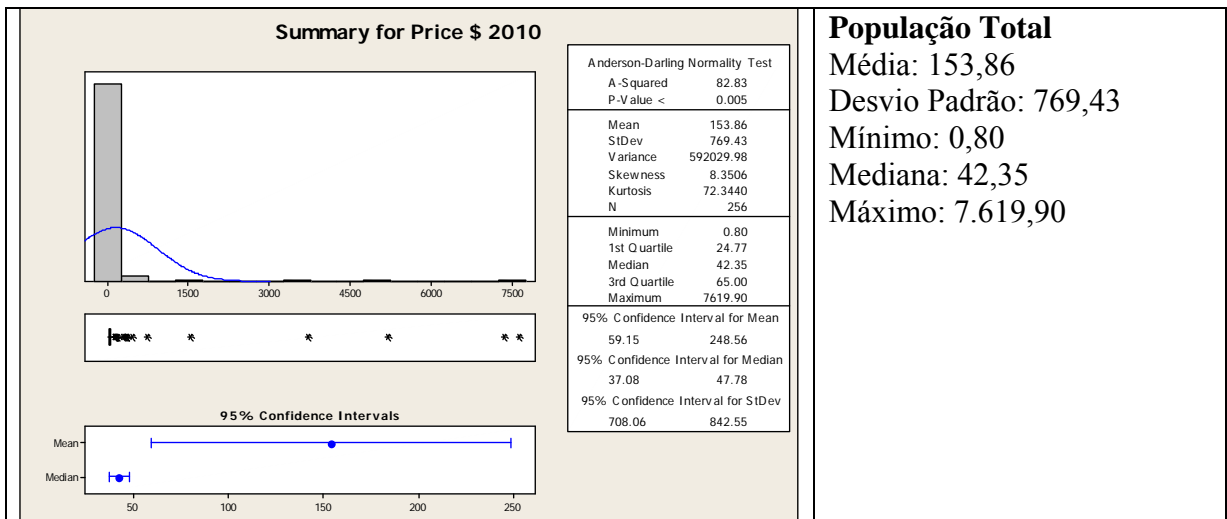 Summary for Price $ 2010
0 1500 3000 4500 6000 7500
95% Confidence Intervals
Mean
Median
50 100 150 200 250
Anderson-Darling Normality Test
A-Squared 82.83
P-Value < 0.005
Mean 153.86
StDev 769.43
Variance 592029.98
Skewness 8.3506
Kurtosis 72.3440
N 256
Minimum 0.80
1st Quartile 24.77
Median 42.35
3rd Quartile 65.00
Maximum 7619.90
95% Confidence Interval for Mean
59.15 248.56
95% Confidence Interval for Median
37.08 47.78
95% Confidence Interval for StDev
708.06 842.55
População Total
Média: 153,86
Desvio Padrão: 769,43
Mínimo: 0,80
Mediana: 42,35
Máximo: 7.619,90